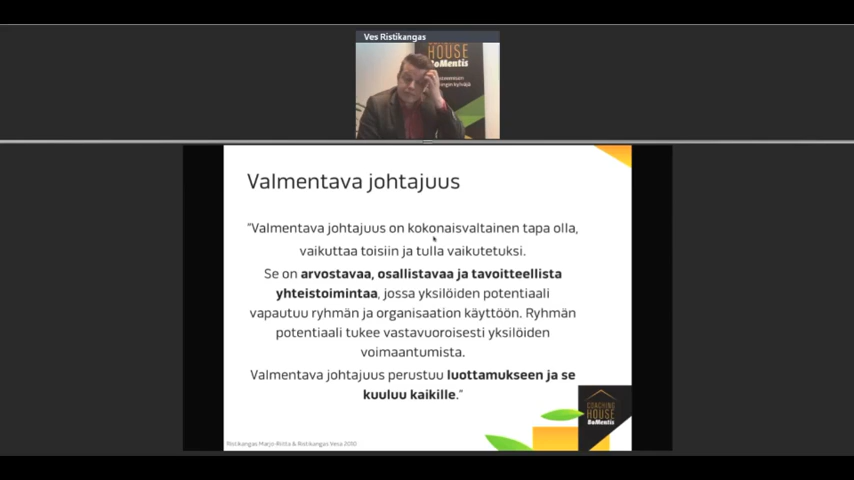 Ves Ristikangas
HOUSE
BoMentis
Valmentava johtajuus
"Valmentava johtajuus on kokonaisvaltainen tapa olla,
vaikuttaa toisiin ja tulla vaikutetuksi.
Se on arvostavaa, osallistavaa ja tavoitteellista
yhteistoimintaa, jossa yksilöiden potentiaali
vapautuu ryhmän ja organisaation käyttöön. Ryhmän
potentiaali tukee vastavuoroisesti yksilöiden
voimaantumista.
Valmentava johtajuus perustuu luottamukseen ja se
kuuluu kaikille."
COACHING
HOUSE
BoMentis
Ristikangas Marjo-Riitta & Ristikangas Vesa 2010